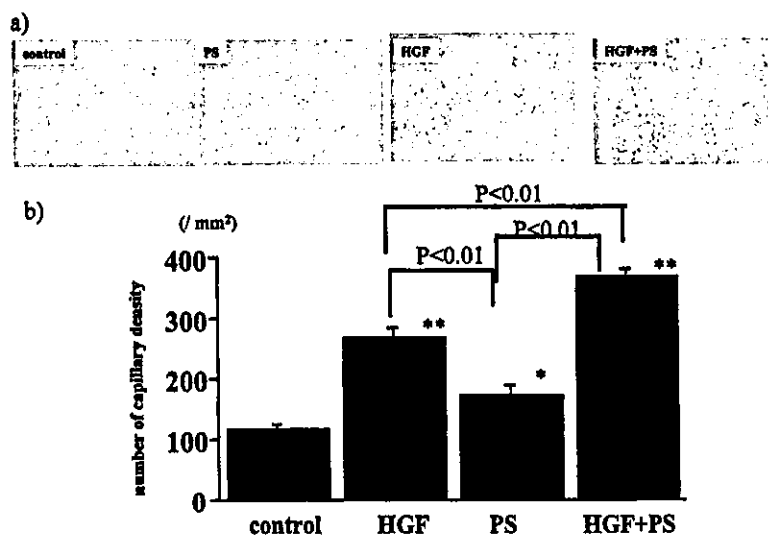 a)
control PS HGF HGF+PS
b)
(/ mm²)
P<0.01
P<0.01
P<0.01
number of capillary density
400
300
200
100
0
**
*
**
control HGF PS HGF+PS